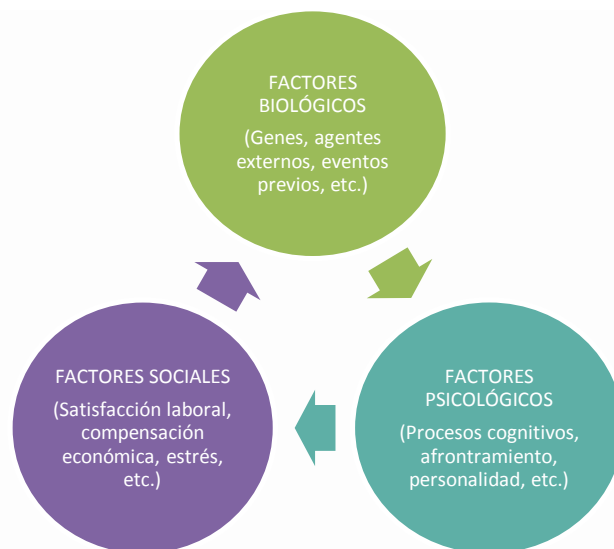 FACTORES
BIOLÓGICOS
(Genes, agentes
externos, eventos
previos, etc.)
FACTORES SOCIALES
(Satisfacción laboral,
compensación
económica, estrés,
etc.)
FACTORES
PSICOLÓGICOS
(Procesos cognitivos,
afrontramiento,
personalidad, etc.)